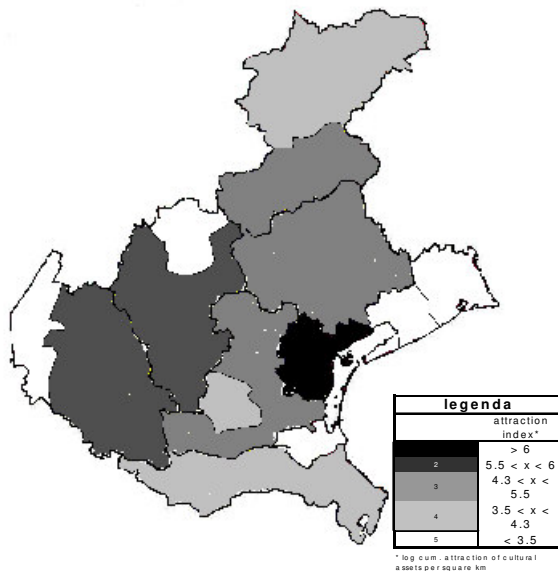 legenda
attraction
index*
> 6
2 5.5 < x < 6
3 4.3 < x <
5.5
4 3.5 < x <
4.3
5 < 3.5
* log cum. attraction of cultural
assets per square km